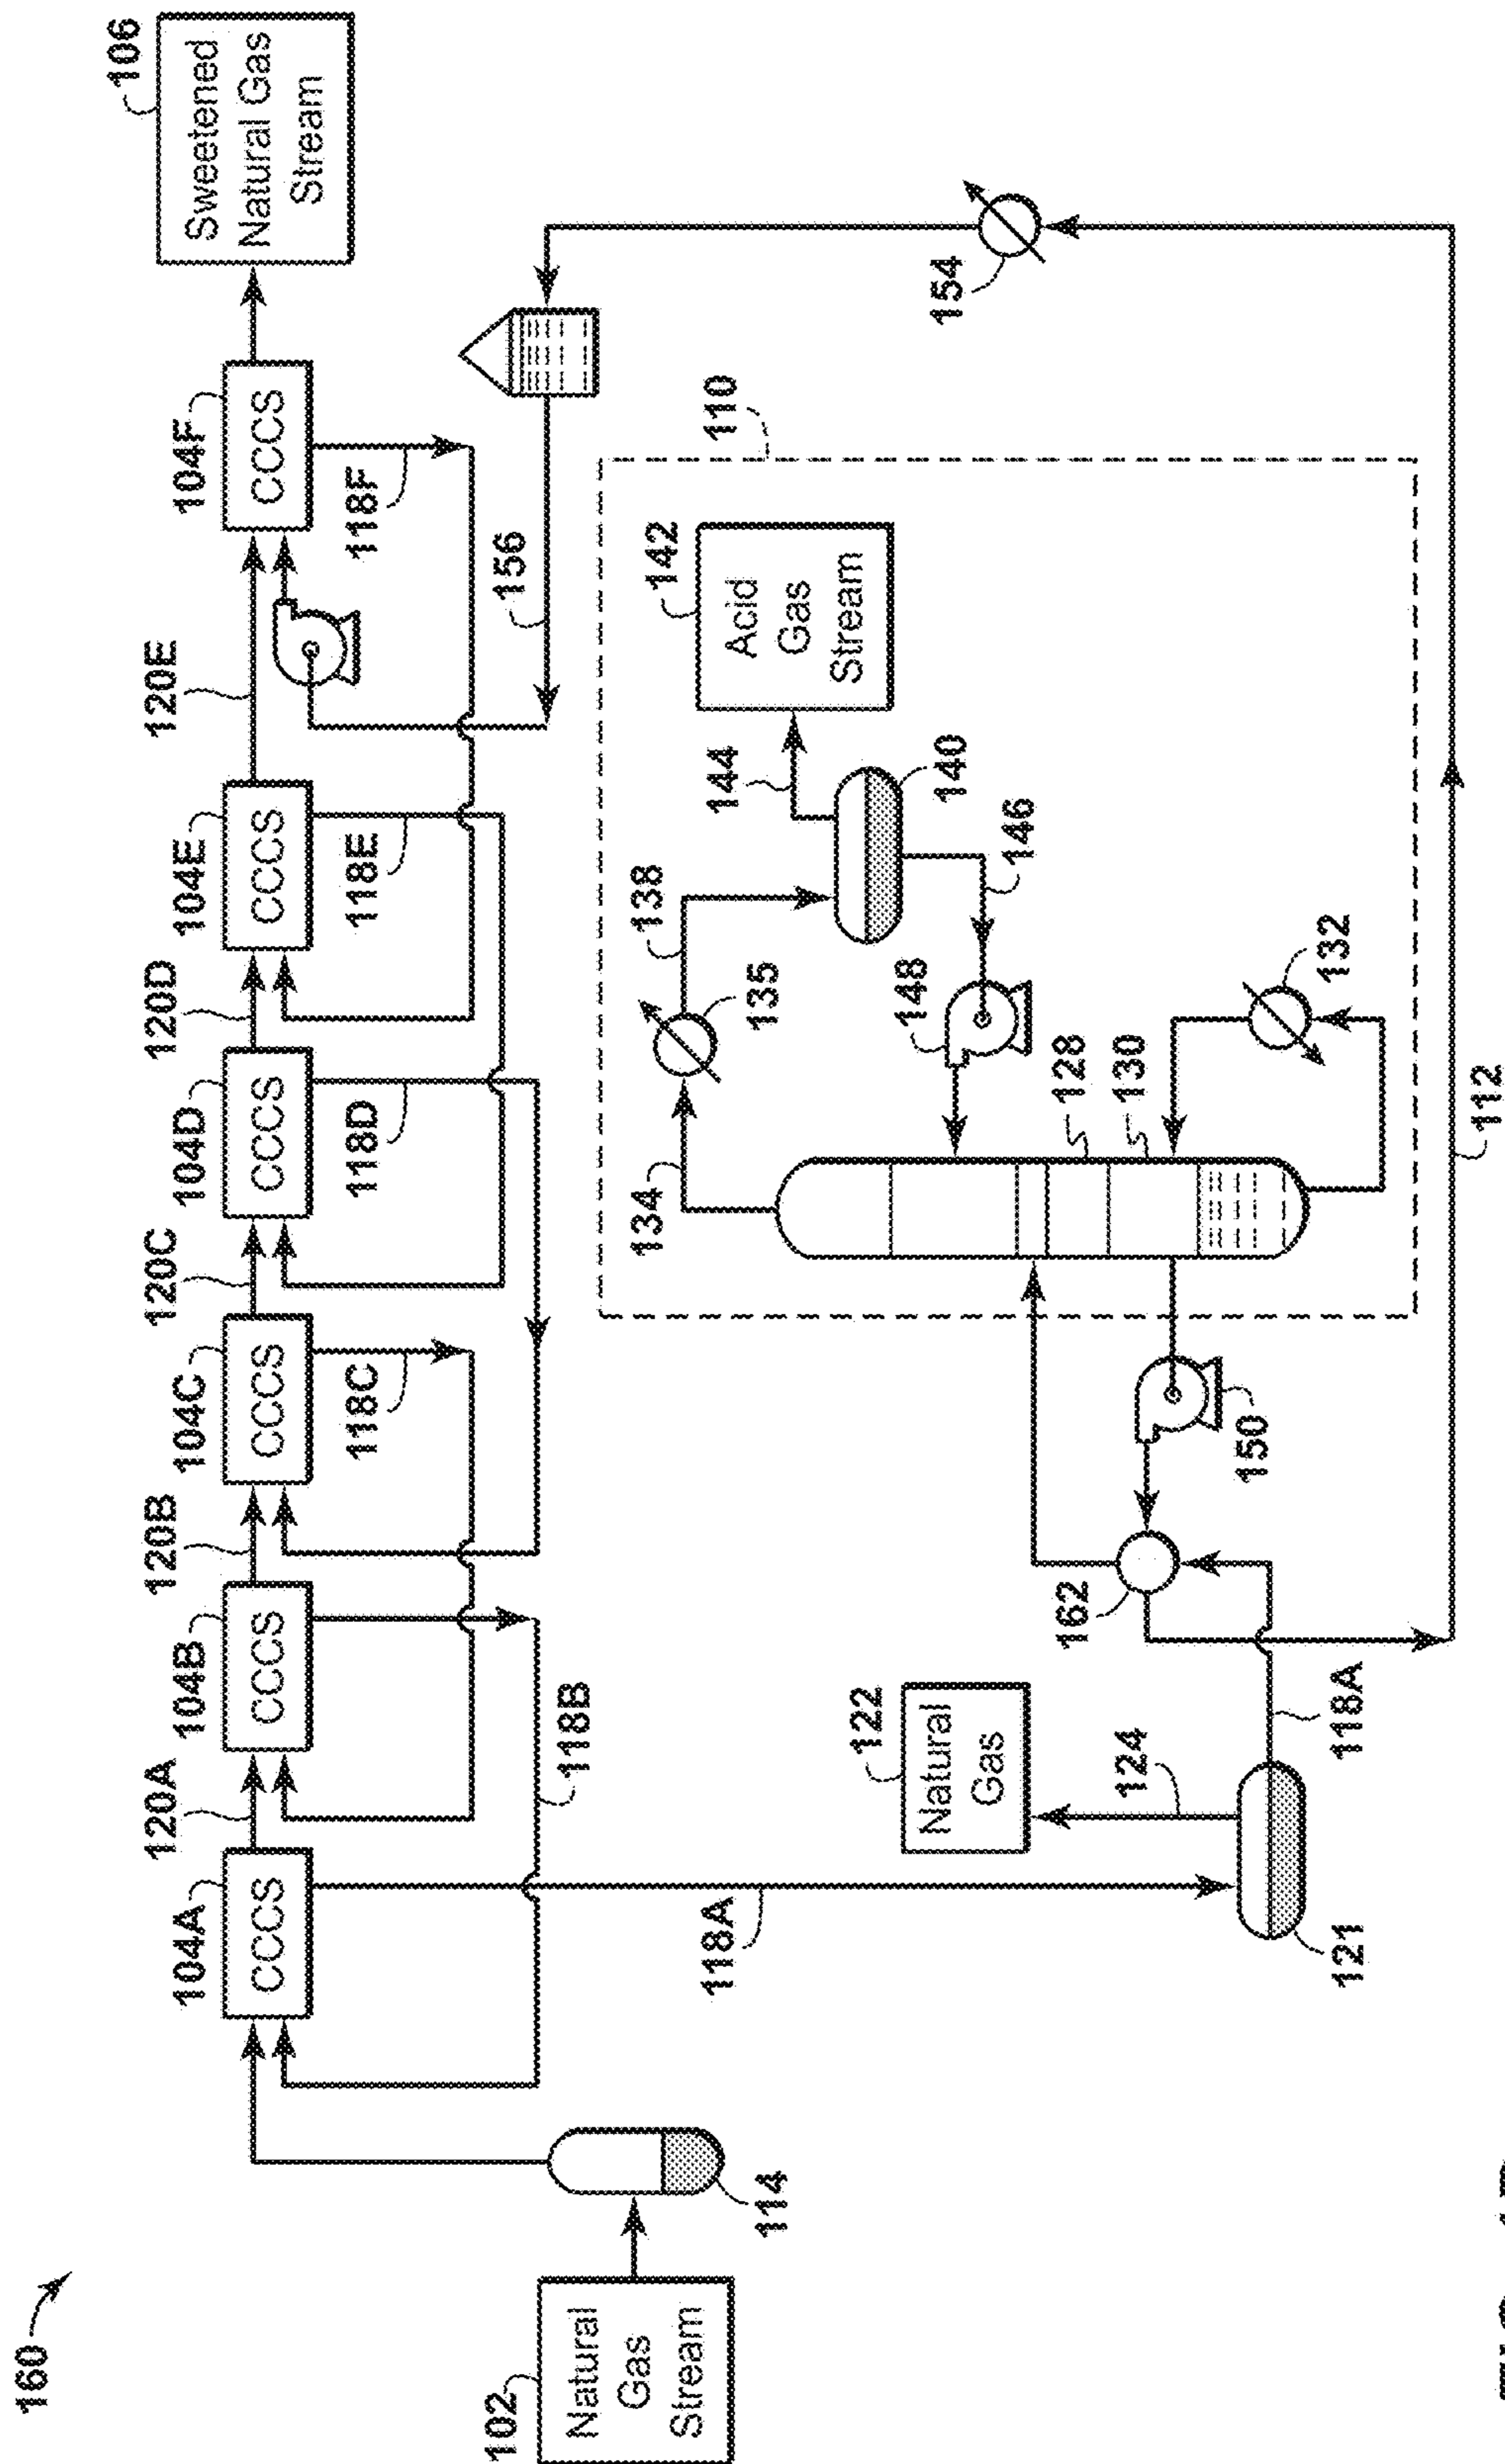 160
102
Natural
Gas
Stream
114
104A
CCCS
120A
104B
CCCS
120B
104C
CCCS
120C
104D
CCCS
120D
104E
CCCS
120E
104F
CCCS
106
Sweetened
Natural Gas
Stream
118B
118C
118D
118E
118F
156
154
118A
121
124
122
Natural
Gas
118A
162
150
110
134
135
138
140
144
142
Acid
Gas
Stream
146
148
128
130
132
112